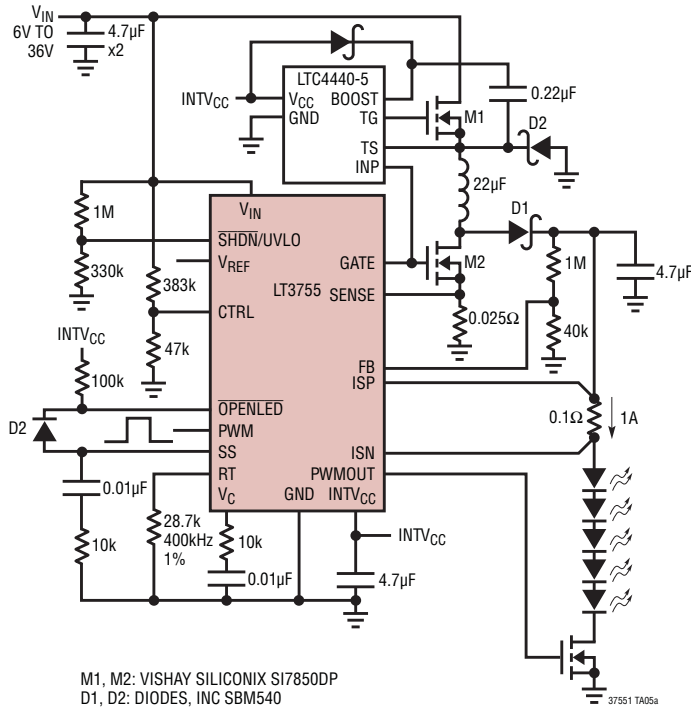 V_IN
6V TO
36V
4.7µF
x2
LTC4440-5
INTV_CC
V_CC
BOOST
GND
TG
M1
0.22µF
D2
TS
INP
22µF
1M
V_IN
D1
SHDN/UVLO
V_REF
GATE
M2
1M
4.7µF
330k
383k
LT3755
SENSE
CTRL
0.025Ω
40k
INTV_CC
47k
FB
100k
ISP
OPENLED
0.1Ω
1A
D2
PWM
SS
ISN
RT
PWMOUT
V_C
GND
INTV_CC
0.01µF
28.7k
400kHz
1%
10k
INTV_CC
10k
0.01µF
4.7µF
M1, M2: VISHAY SILICONIX SI7850DP
D1, D2: DIODES, INC SBM540
37551 TA05a